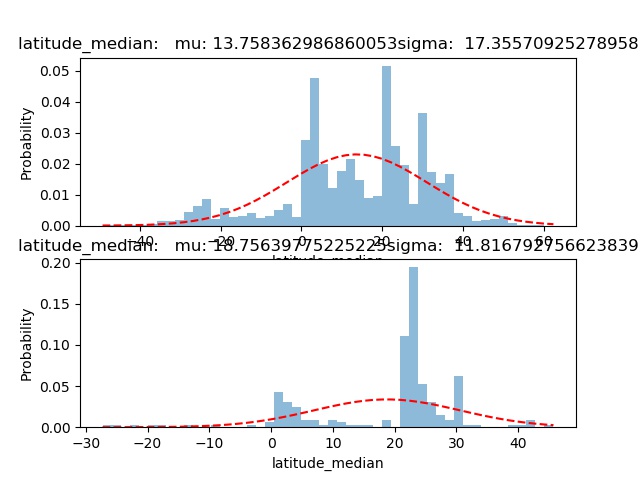 latitude_median:   mu: 13.758362986860053sigma:  17.35570925278958
0.05
0.04
0.03
0.02
0.01
0.00
Probability
−40 −20 0 20 40 60
latitude_median
latitude_median:   mu: 18.756397752252225sigma:  11.816792756623839
0.20
0.15
0.10
0.05
0.00
Probability
−30 −20 −10 0 10 20 30 40
latitude_median